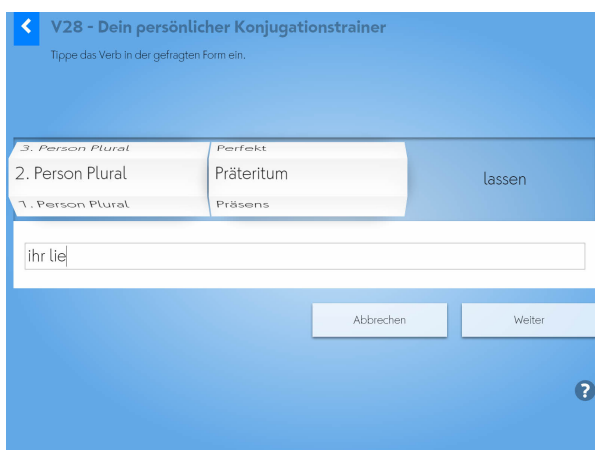 V28 - Dein persönlicher Konjugationstrainer
Tippe das Verb in der gefragten Form ein.
3. Person Plural Perfekt
2. Person Plural Präteritum lassen
1. Person Plural Präsens
ihr lie
Abbrechen Weiter
?